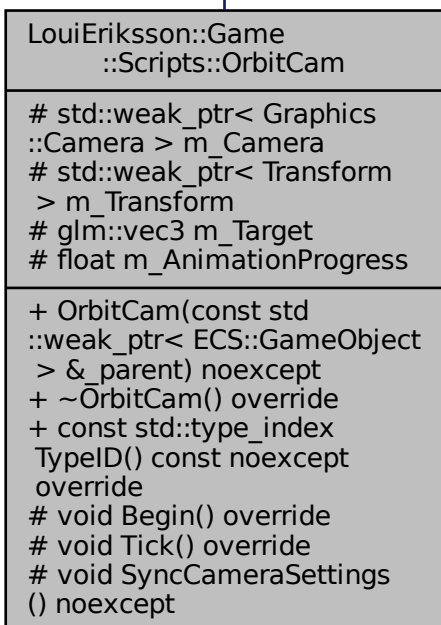 LouiEriksson::Game
::Scripts::OrbitCam
# std::weak_ptr< Graphics
::Camera > m_Camera
# std::weak_ptr< Transform
> m_Transform
# glm::vec3 m_Target
# float m_AnimationProgress
+ OrbitCam(const std
::weak_ptr< ECS::GameObject
> &_parent) noexcept
+ ~OrbitCam() override
+ const std::type_index
TypeID() const noexcept
override
# void Begin() override
# void Tick() override
# void SyncCameraSettings
() noexcept